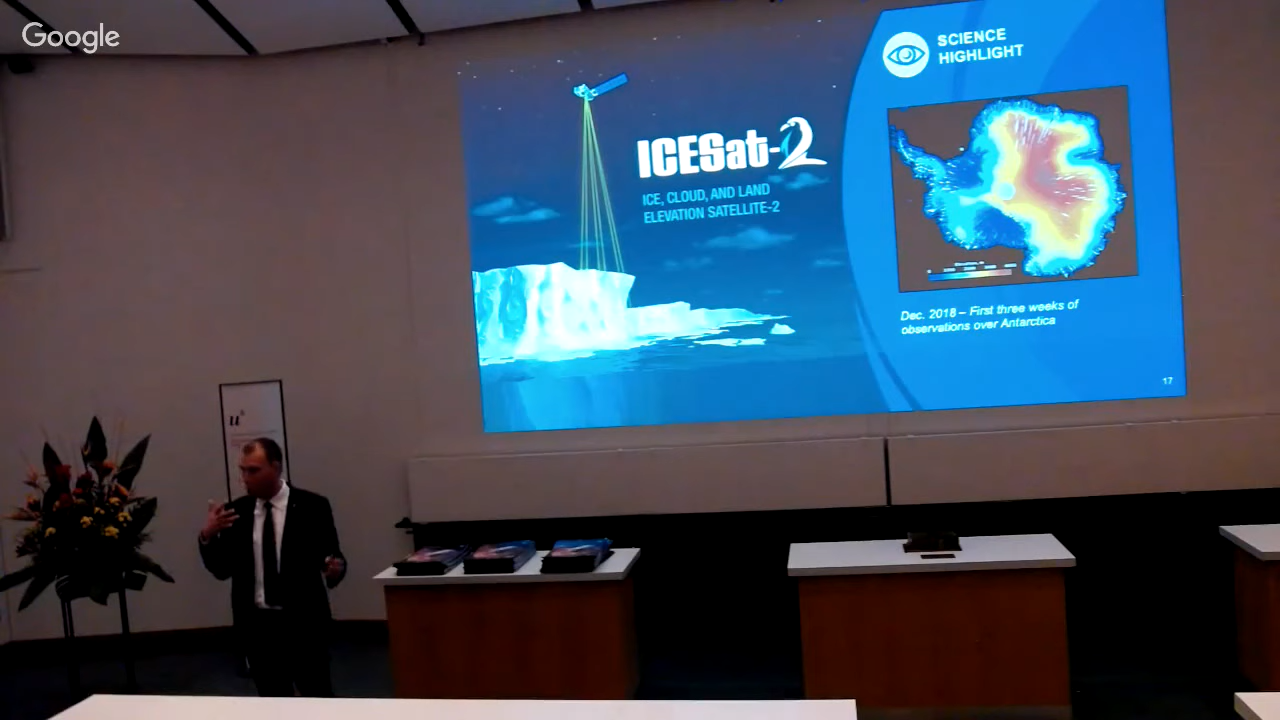 Google
SCIENCE
HIGHLIGHT
ICESat-2
ICE, CLOUD, AND LAND
ELEVATION SATELLITE-2
Dec. 2018 – First three weeks of
observations over Antarctica
17
u